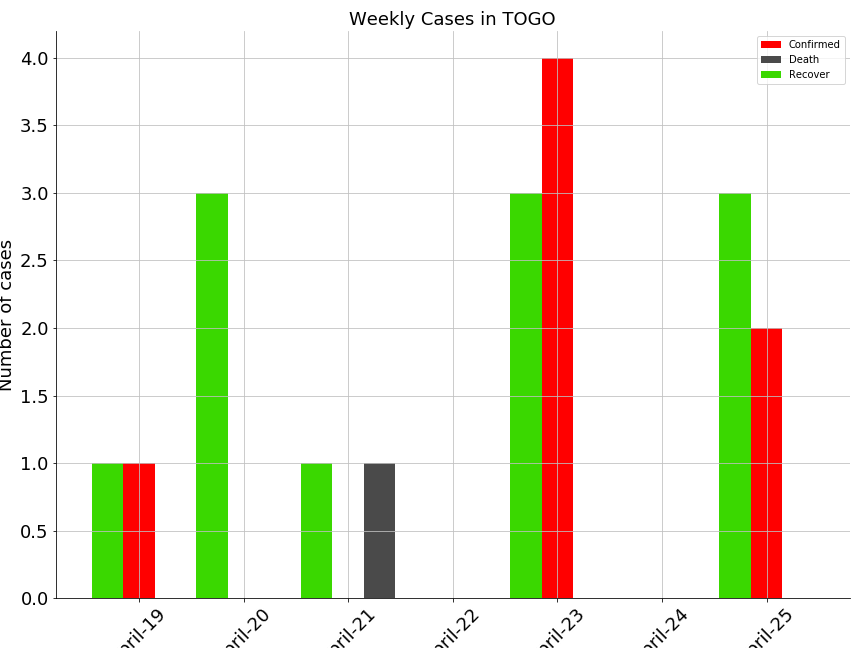 Weekly Cases in TOGO
Confirmed
Death
Recover
Number of cases
4.0
3.5
3.0
2.5
2.0
1.5
1.0
0.5
0.0
pril-19
pril-20
pril-21
pril-22
pril-23
pril-24
pril-25